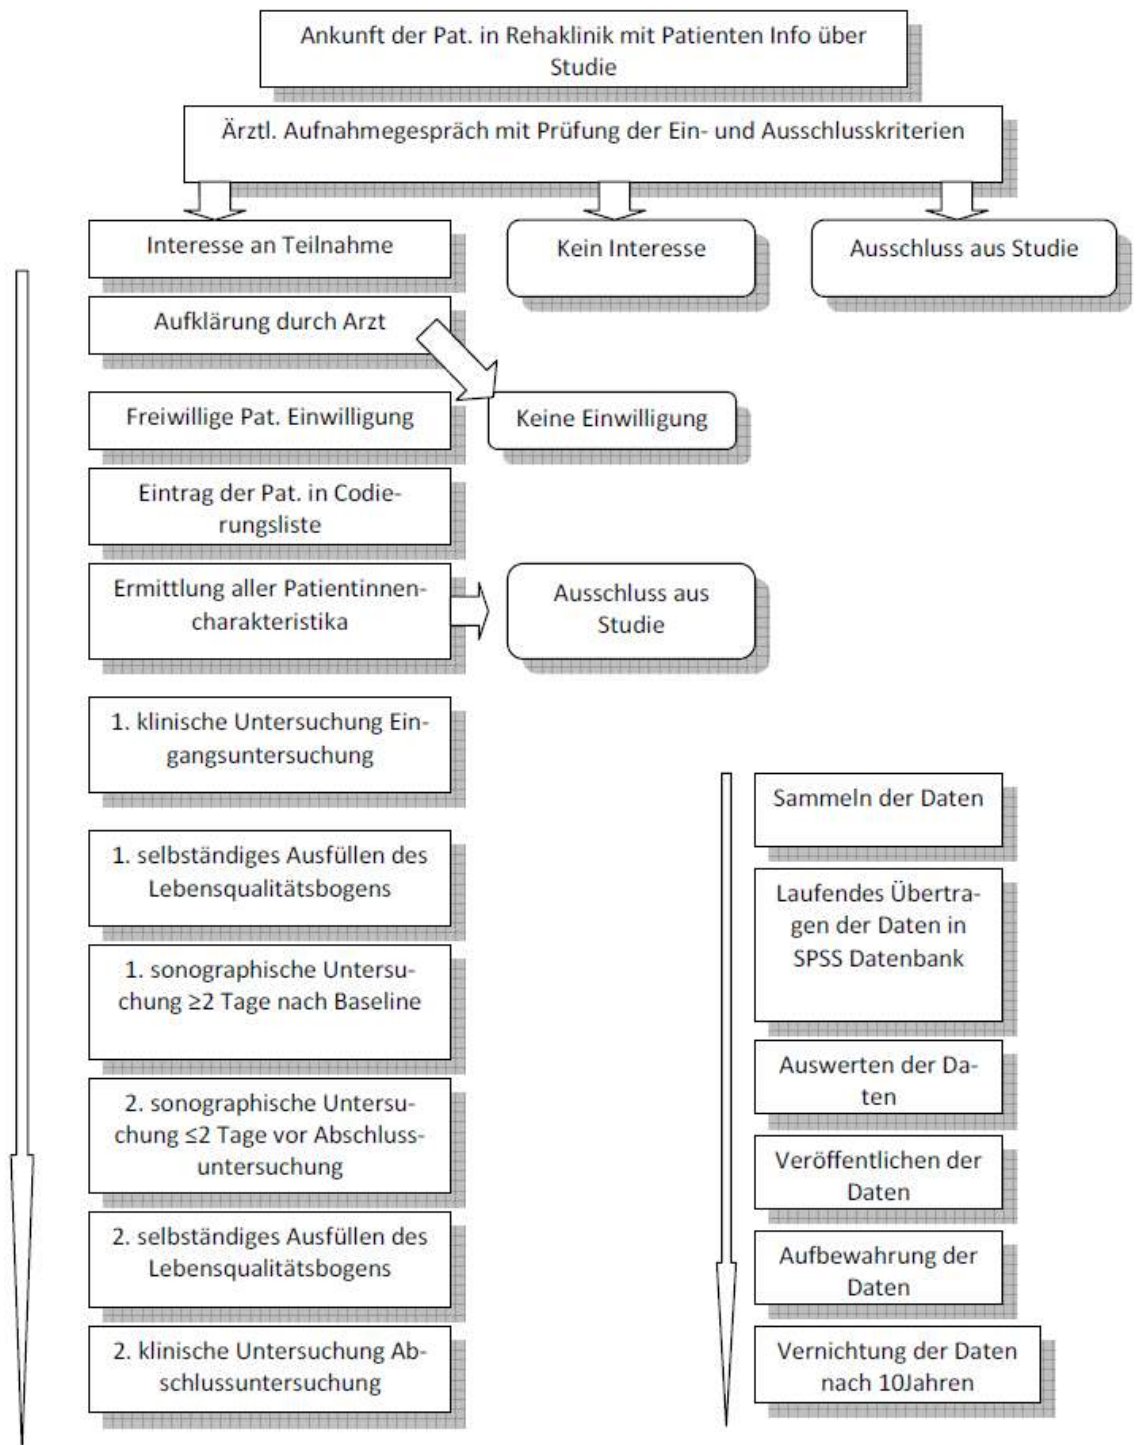 Ankunft der Pat. in Rehaklinik mit Patienten Info über
Studie
Ärztl. Aufnahmegespräch mit Prüfung der Ein- und Ausschlusskriterien
Interesse an Teilnahme
Kein Interesse
Ausschluss aus Studie
Aufklärung durch Arzt
Freiwillige Pat. Einwilligung
Keine Einwilligung
Eintrag der Pat. in Codie-
rungsliste
Ermittlung aller Patientinnen-
charakteristika
Ausschluss aus
Studie
1. klinische Untersuchung Ein-
gangsuntersuchung
1. selbständiges Ausfüllen des
Lebensqualitätsbogens
1. sonographische Untersu-
chung ≥2 Tage nach Baseline
2. sonographische Untersu-
chung ≤2 Tage vor Abschluss-
untersuchung
2. selbständiges Ausfüllen des
Lebensqualitätsbogens
2. klinische Untersuchung Ab-
schlussuntersuchung
Sammeln der Daten
Laufendes Übertra-
gen der Daten in
SPSS Datenbank
Auswerten der Da-
ten
Veröffentlichen der
Daten
Aufbewahrung der
Daten
Vernichtung der Daten
nach 10Jahren